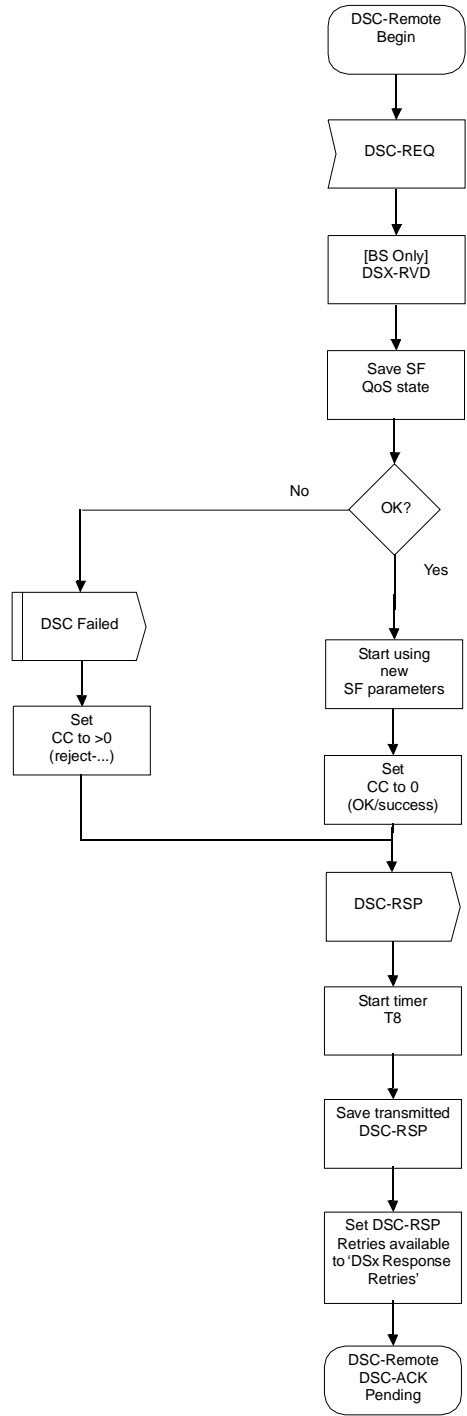 DSC-Remote
Begin
DSC-REQ
[BS Only]
DSX-RVD
Save SF
QoS state
OK?
No
Yes
DSC Failed
Start using
new
SF parameters
Set
CC to >0
(reject-...)
Set
CC to 0
(OK/success)
DSC-RSP
Start timer
T8
Save transmitted
DSC-RSP
Set DSC-RSP
Retries available
to ‘DSx Response
Retries’
DSC-Remote
DSC-ACK
Pending